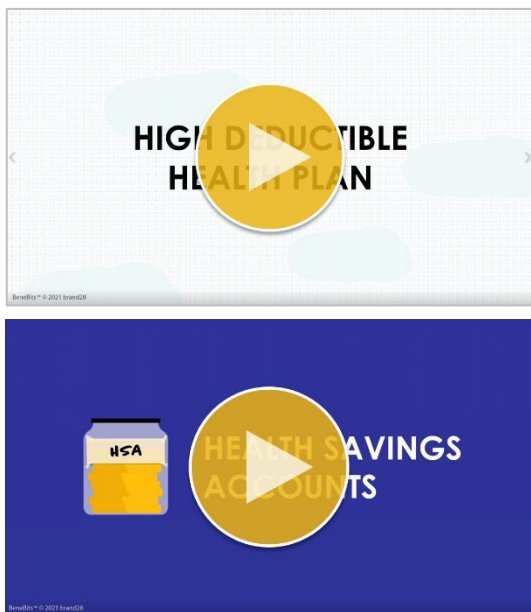 HIGH DEDUCTIBLE
HEALTH PLAN
BeneBits™ © 2021 brand28
HSA
HEALTH SAVINGS
ACCOUNTS
BeneBits™ © 2021 brand28